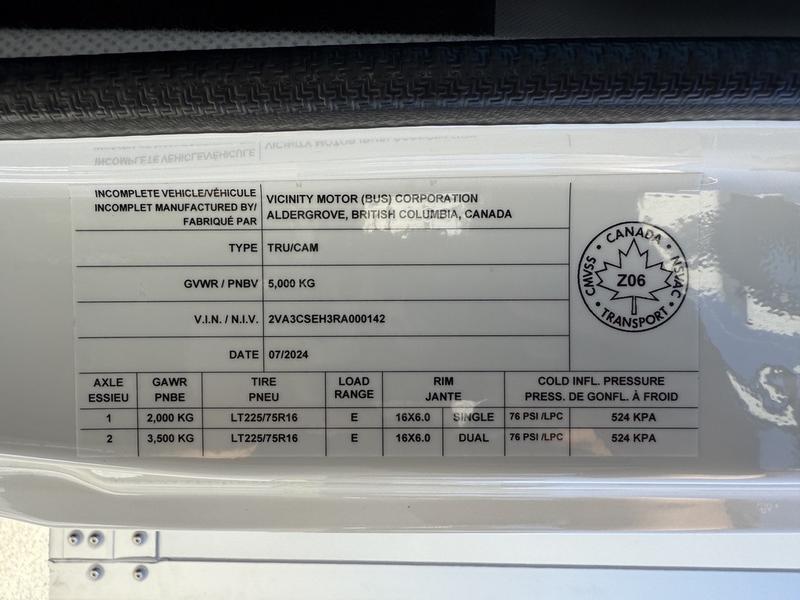 INCOMPLETE VEHICLE/VÉHICULE
INCOMPLET MANUFACTURED BY/
FABRIQUÉ PAR
VICINITY MOTOR (BUS) CORPORATION
ALDERGROVE, BRITISH COLUMBIA, CANADA
TYPE TRU/CAM
GVWR / PNBV 5,000 KG
V.I.N. / N.I.V. 2VA3CSEH3RA000142
DATE 07/2024
CANADA
CMVSS Z06 NSVAC
TRANSPORT
AXLE GAWR TIRE LOAD RIM COLD INFL. PRESSURE
ESSIEU PNBE PNEU RANGE JANTE PRESS. DE GONFL. À FROID
1 2,000 KG LT225/75R16 E 16X6.0 SINGLE 76 PSI /LPC 524 KPA
2 3,500 KG LT225/75R16 E 16X6.0 DUAL 76 PSI /LPC 524 KPA